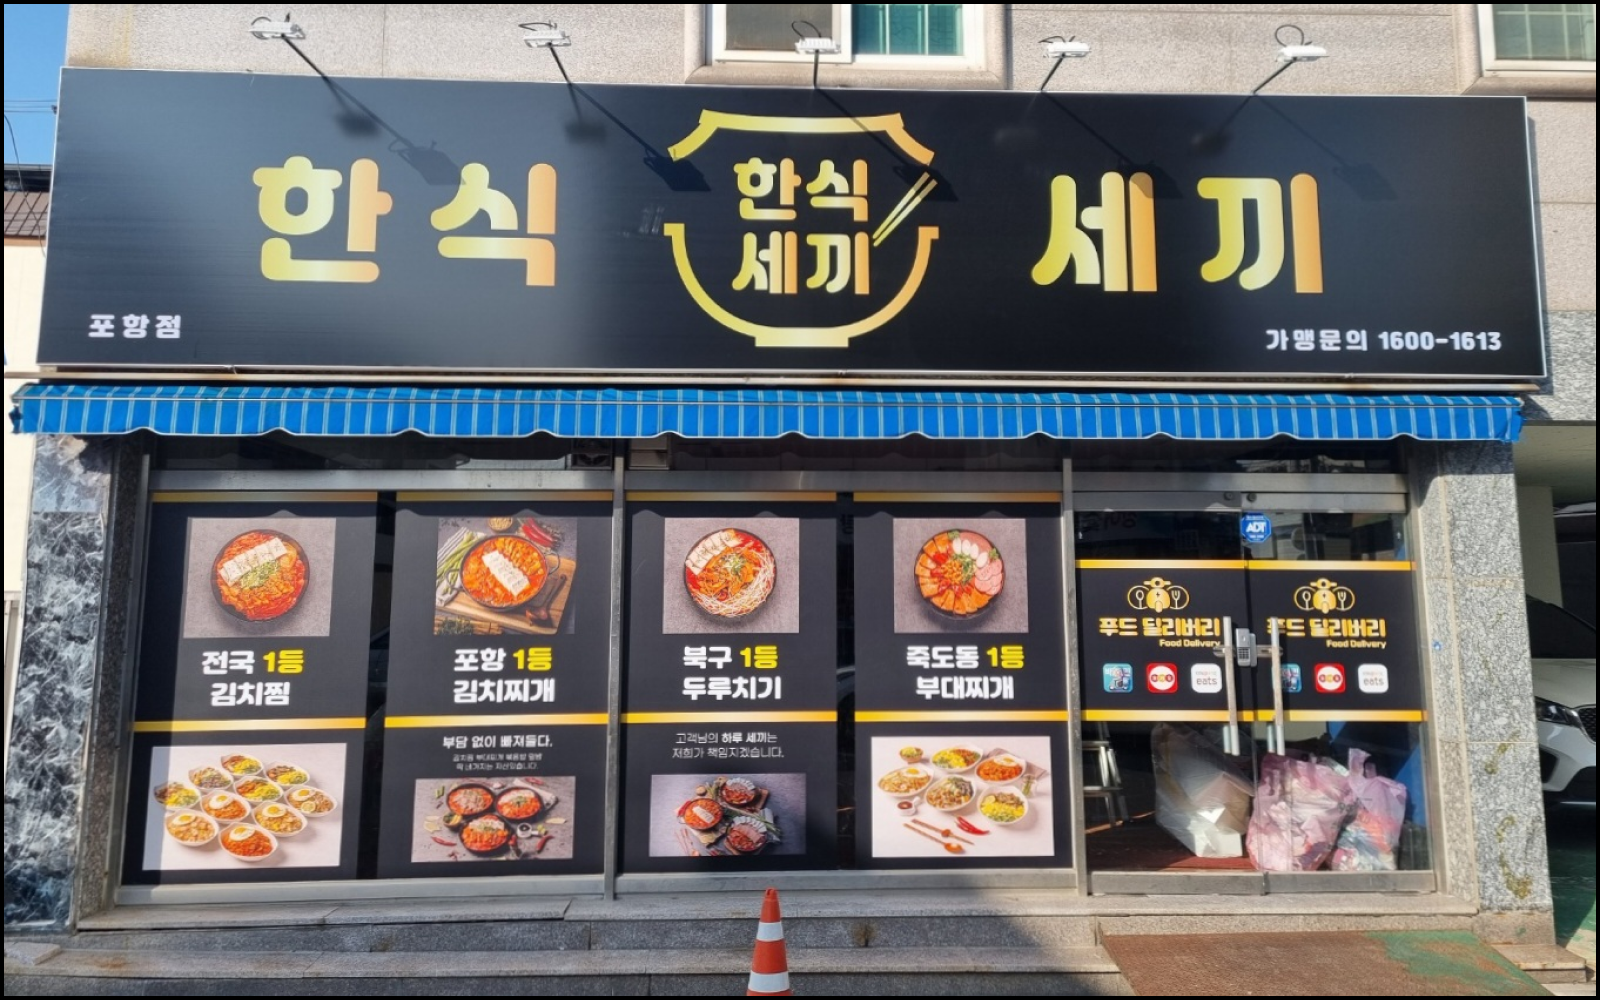 한식
한식
세끼
세끼
포항점
가맹문의 1600-1613
전국 1등
김치찜
포항 1등
김치찌개
북구 1등
두루치기
죽도동 1등
부대찌개
부담 없이 빠져들다.
고객님의 하루 세끼는
저희가 책임지겠습니다.
ADT
푸드 딜리버리
Food Delivery
eats
푸드 딜리버리
Food Delivery
eats